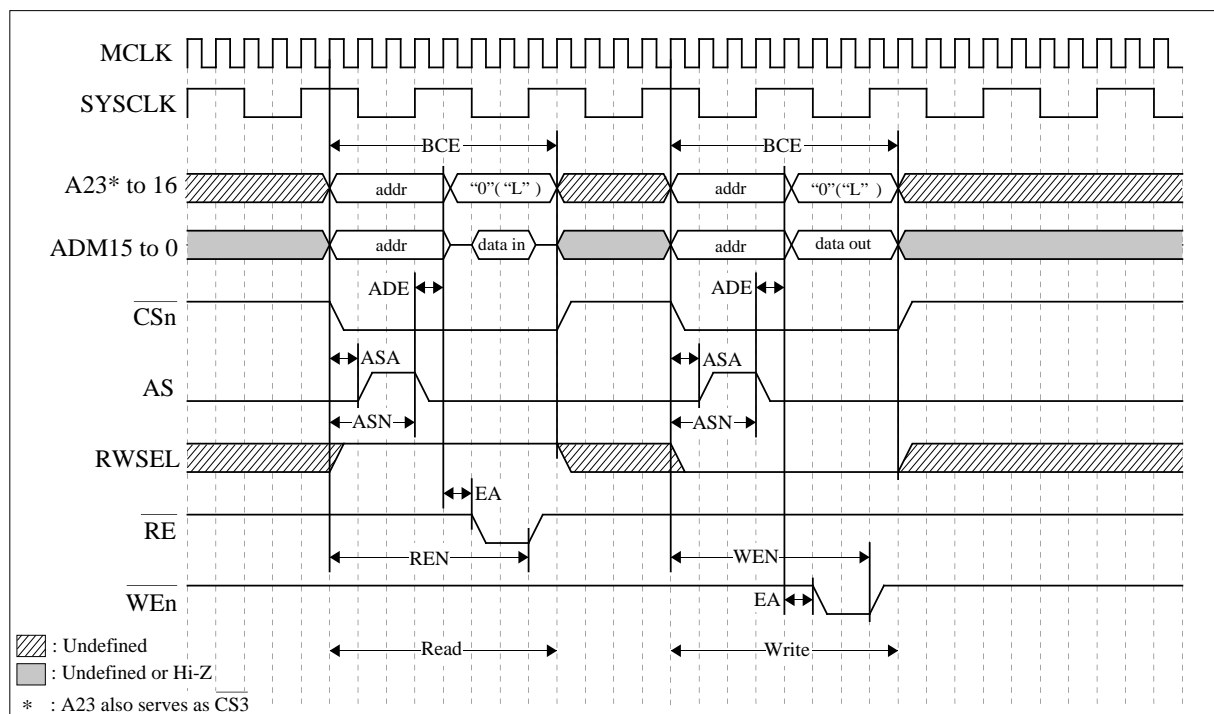 MCLK
SYSCLK
BCE BCE
A23* to 16 addr “0”(“L” ) addr “0”(“L” )
ADM15 to 0 addr data in addr data out
ADE ADE
CSn
ASA ASA
AS
ASN ASN
RWSEL
EA
RE
REN WEN
WEn
EA
Read Write
: Undefined
: Undefined or Hi-Z
* : A23 also serves as CS3